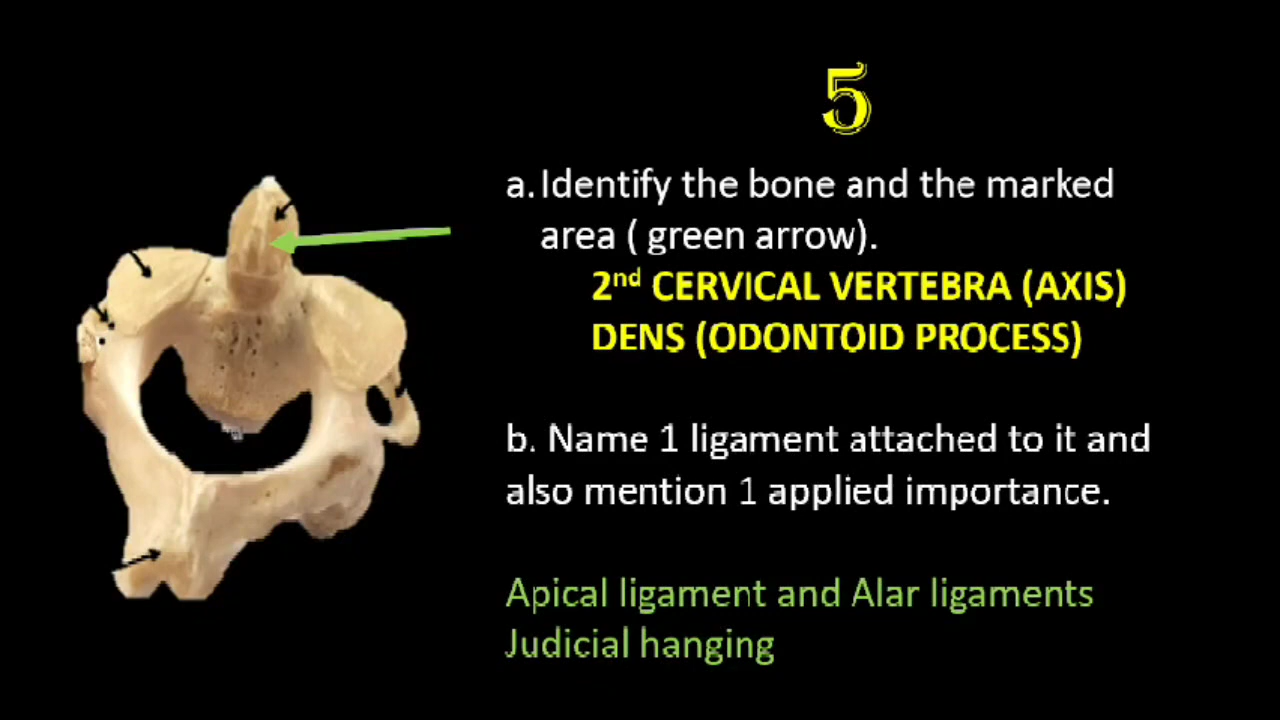 5
a. Identify the bone and the marked
area ( green arrow).
2nd CERVICAL VERTEBRA (AXIS)
DENS (ODONTOID PROCESS)
b. Name 1 ligament attached to it and
also mention 1 applied importance.
Apical ligament and Alar ligaments
Judicial hanging